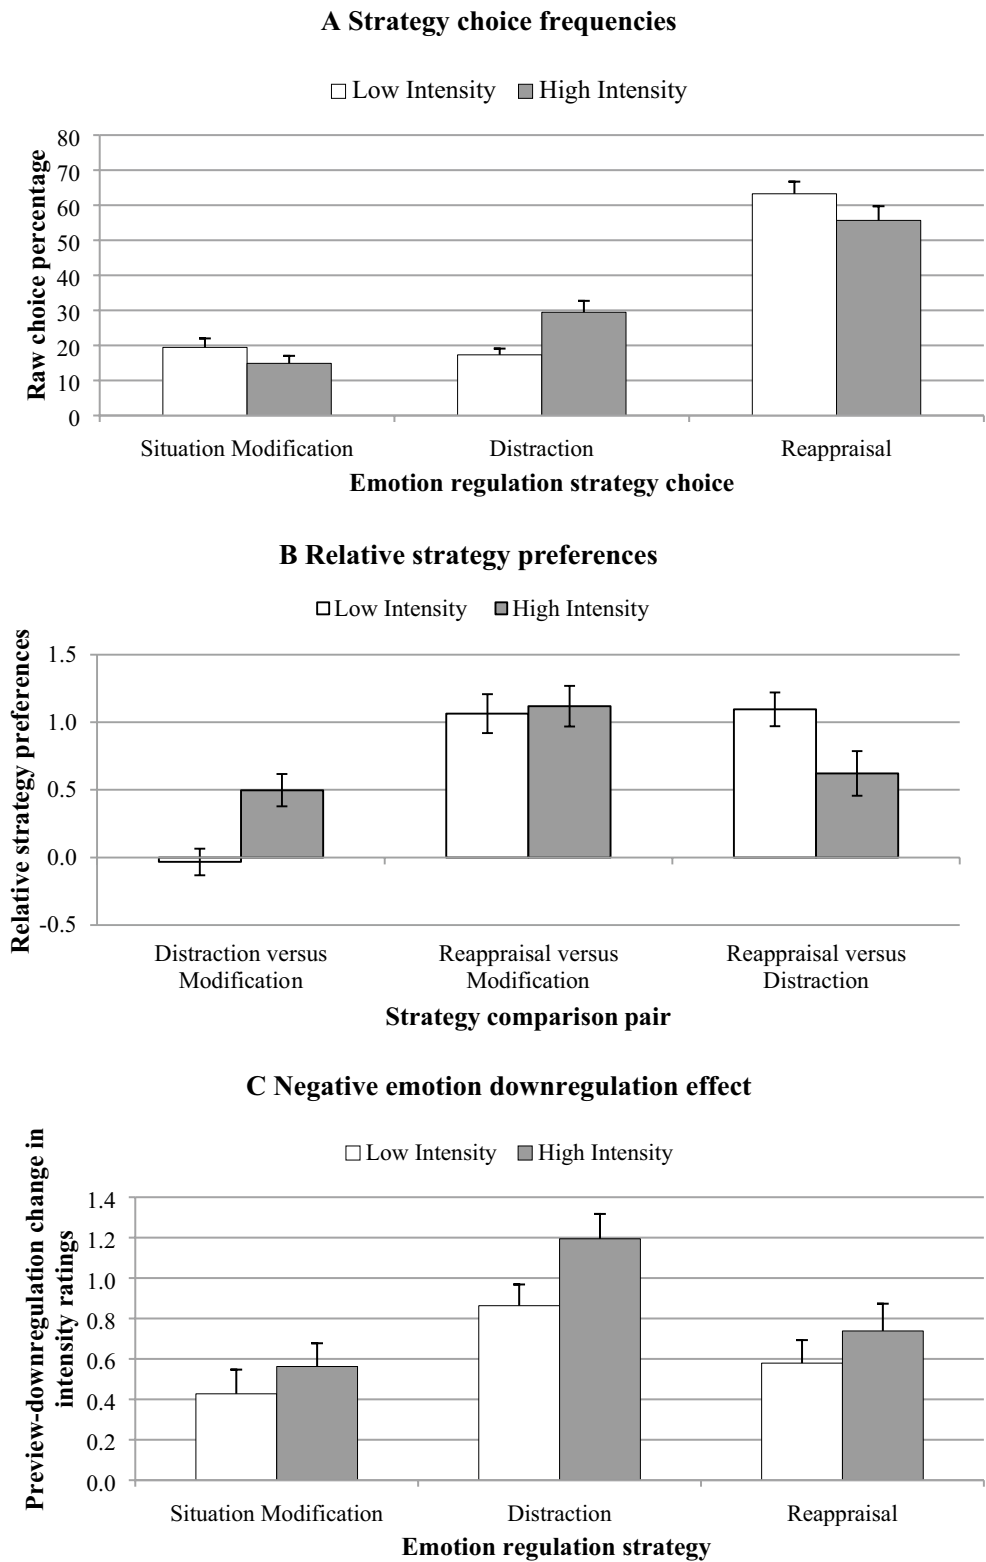 A Strategy choice frequencies
Low Intensity High Intensity
Raw choice percentage
80
70
60
50
40
30
20
10
0
Situation Modification Distraction Reappraisal
Emotion regulation strategy choice
B Relative strategy preferences
Low Intensity High Intensity
Relative strategy preferences
1.5
1.0
0.5
0.0
-0.5
Distraction versus Reappraisal versus Reappraisal versus
Modification Modification Distraction
Strategy comparison pair
C Negative emotion downregulation effect
Low Intensity High Intensity
Preview-downregulation change in
intensity ratings
1.4
1.2
1.0
0.8
0.6
0.4
0.2
0.0
Situation Modification Distraction Reappraisal
Emotion regulation strategy